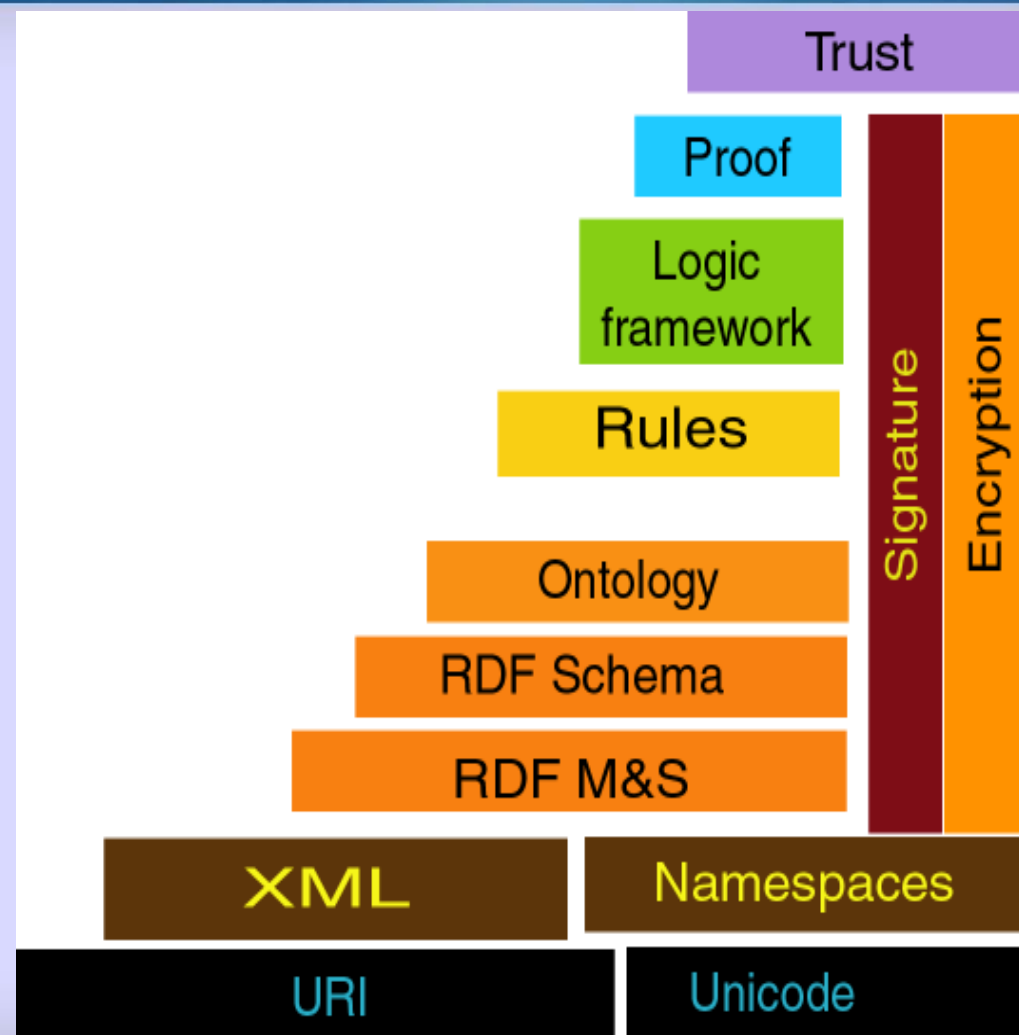 Trust
Proof
Logic
framework
Rules
Signature
Encryption
Ontology
RDF Schema
RDF M&S
XML
Namespaces
URI
Unicode